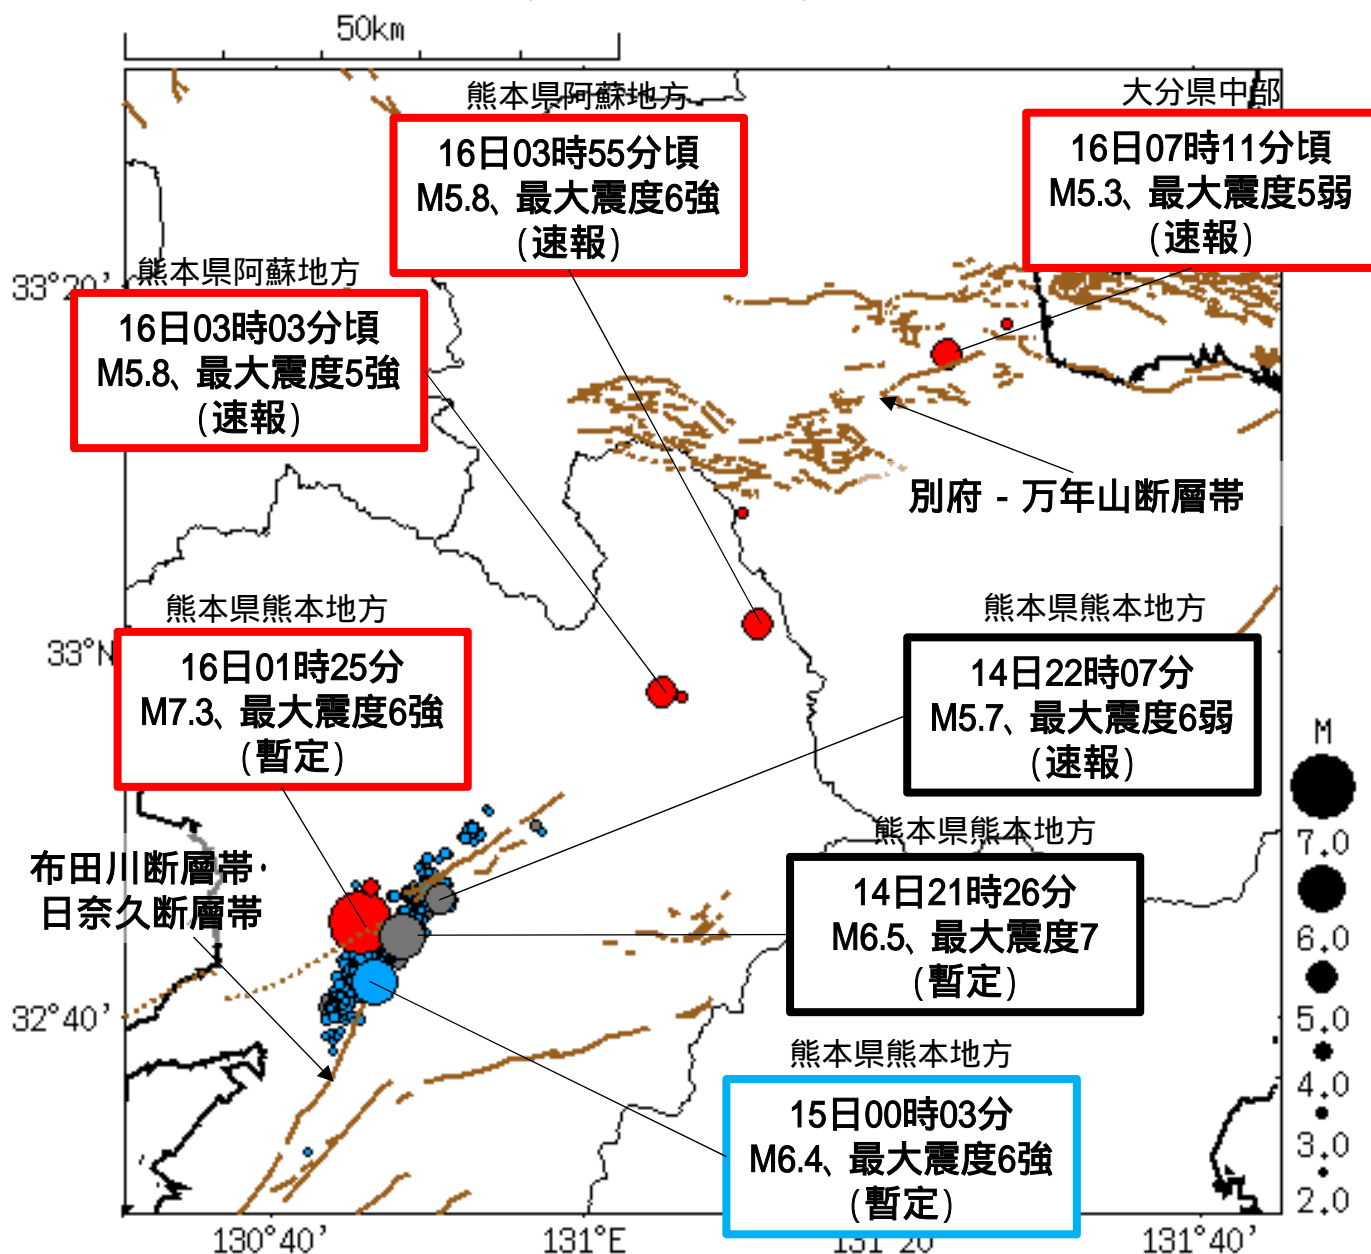 50km
熊本県阿蘇地方
16日03時55分頃
M5.8、最大震度6強
(速報)
大分県中部
16日07時11分頃
M5.3、最大震度5弱
(速報)
熊本県阿蘇地方
16日03時03分頃
M5.8、最大震度5強
(速報)
33°20'
別府 - 万年山断層帯
熊本県熊本地方
16日01時25分
M7.3、最大震度6強
(暫定)
33°N
熊本県熊本地方
14日22時07分
M5.7、最大震度6弱
(速報)
熊本県熊本地方
14日21時26分
M6.5、最大震度7
(暫定)
布田川断層帯・
日奈久断層帯
32°40'
熊本県熊本地方
15日00時03分
M6.4、最大震度6強
(暫定)
M
7.0
6.0
5.0
4.0
3.0
2.0
130°40'
131°E
131°20'
131°40'